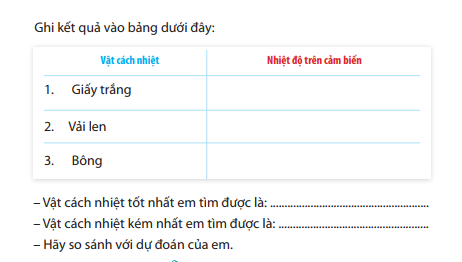 Ghi kết quả vào bảng dưới đây:
Vật cách nhiệt Nhiệt độ trên cảm biến
1. Giấy trắng
2. Vải len
3. Bông
– Vật cách nhiệt tốt nhất em tìm được là: ......................................................
– Vật cách nhiệt kém nhất em tìm được là: ....................................................
– Hãy so sánh với dự đoán của em.